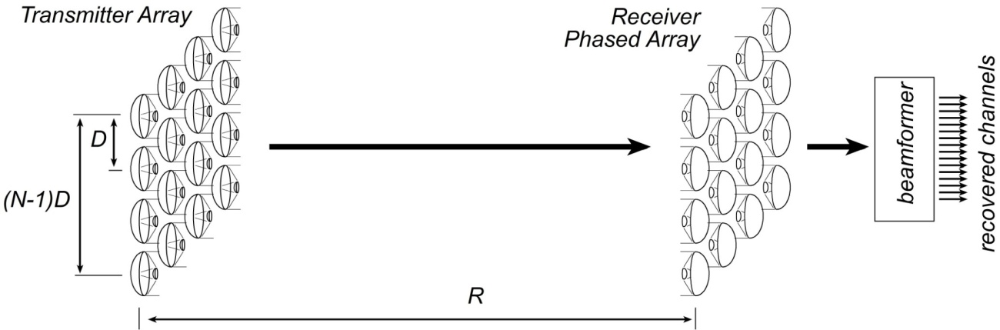 Transmitter Array
Receiver
Phased Array
D
(N-1)D
R
beamformer
recovered channels